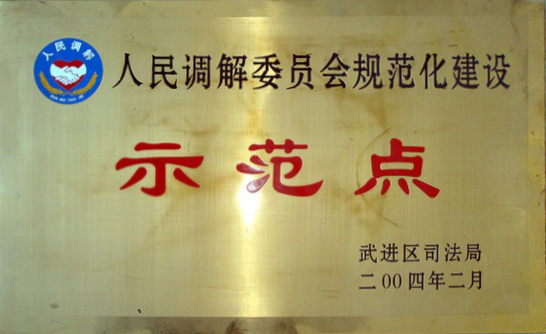 人民调解
人民调解委员会规范化建设
示范点
武进区司法局
二00四年二月